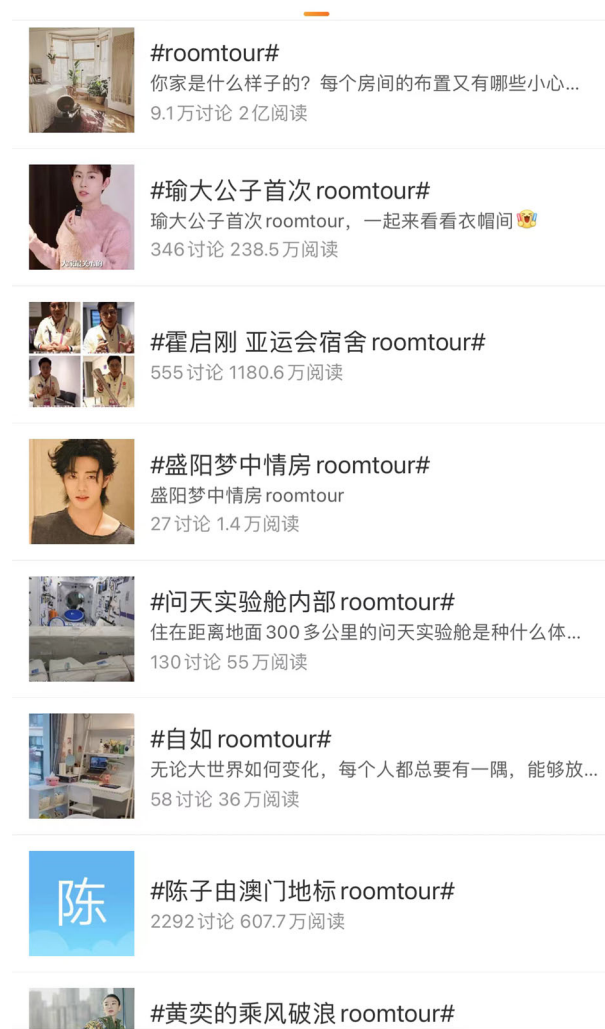 #roomtour#
你家是什么样子的？每个房间的布置又有哪些小心...
9.1万讨论 2亿阅读
#瑜大公子首次roomtour#
瑜大公子首次roomtour，一起来看看衣帽间
346讨论 238.5万阅读
#霍启刚 亚运会宿舍roomtour#
555讨论 1180.6万阅读
#盛阳梦中情房roomtour#
盛阳梦中情房roomtour
27讨论 1.4万阅读
#问天实验舱内部roomtour#
住在距离地面300多公里的问天实验舱是种什么体...
130讨论 55万阅读
#自如roomtour#
无论大世界如何变化，每个人都总要有一隅，能够放...
58讨论 36万阅读
陈
#陈子由澳门地标roomtour#
2292讨论 607.7万阅读
#黄奕的乘风破浪roomtour#